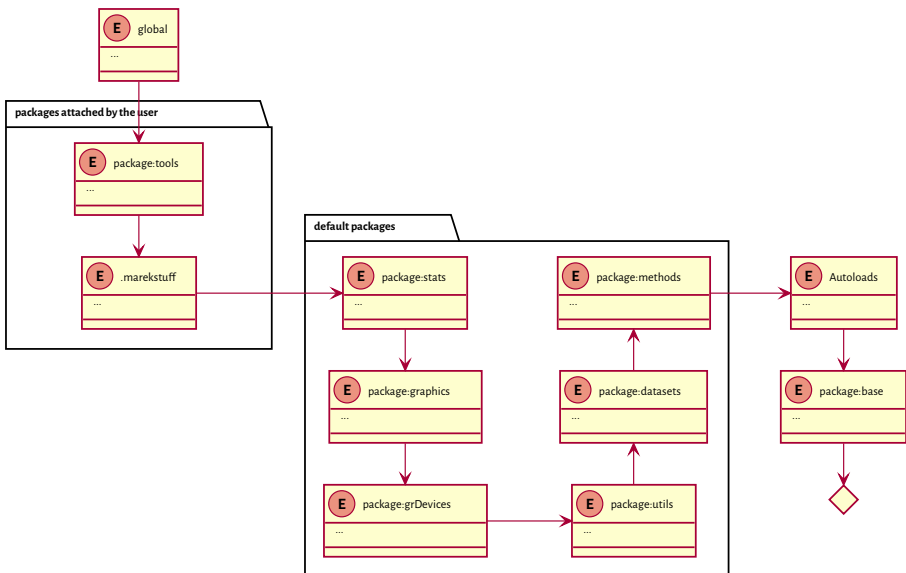 E global
...
packages attached by the user
E package:tools
...
E .marekstuff
...
default packages
E package:stats
...
E package:graphics
...
E package:grDevices
...
E package:utils
...
E package:datasets
...
E package:methods
...
E Autoloads
...
E package:base
...